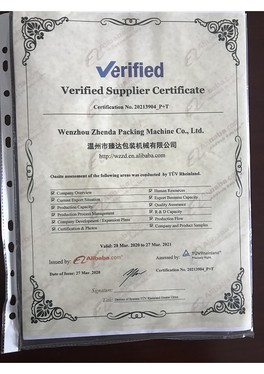 Verified
Verified Supplier Certificate
Certification No. 20213904_P+T
Wenzhou Zhenda Packing Machine Co., Ltd.
温州市臻达包装机械有限公司
http://wzzd.en.alibaba.com
Onsite assessment of the following areas was conducted by TÜV Rheinland.
Company Overview
Human Resources
Current Export Situation
Export Business Capacity
Production Capacity
Quality Assurance
Production Process Management
R & D Capacity
Company Development / Expansion Plans
Production Flow
Certification & Photos
Company and Product Samples
Valid: 28 Mar. 2020 to 27 Mar. 2021
Issued by: Alibaba.com
Assessed by: TÜVRheinland
Date of Issue: 27 Mar. 2020
Certification No. 20213904_P+T